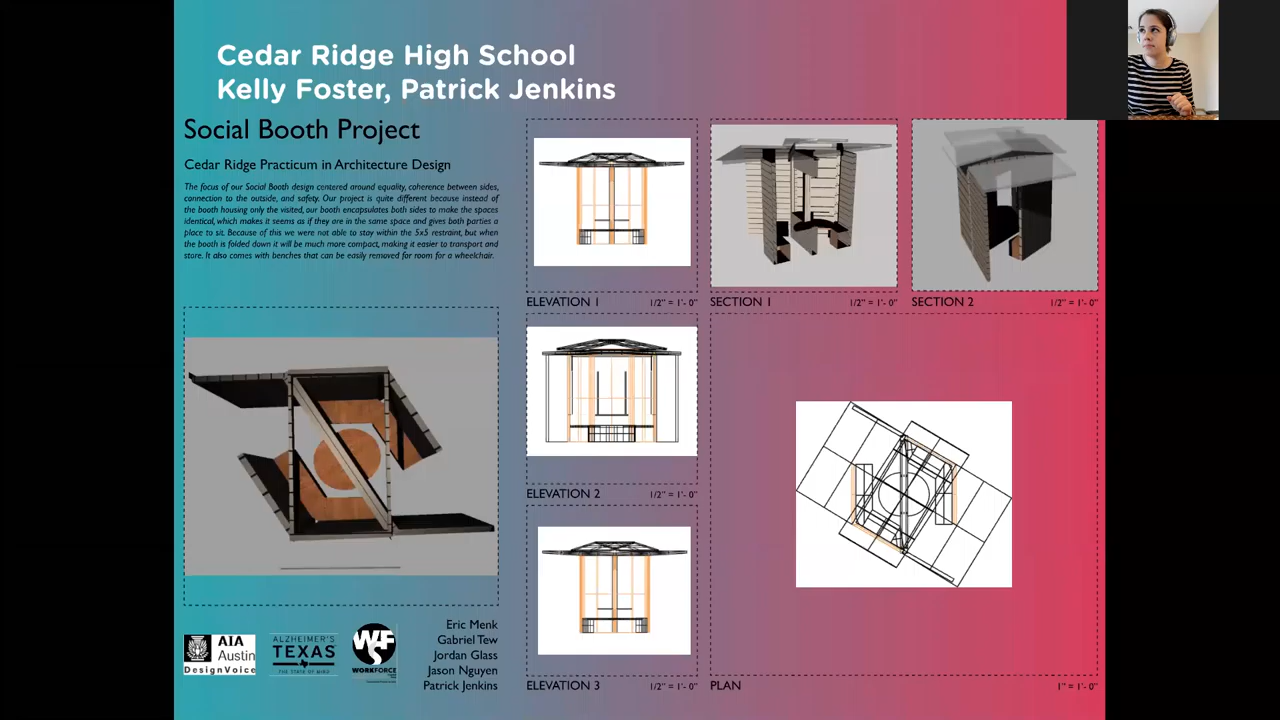 Cedar Ridge High School
Kelly Foster, Patrick Jenkins
Social Booth Project
Cedar Ridge Practicum in Architecture Design
The focus of our Social Booth design centered around equality, coherence between sides,
connection to the outside, and safety. Our project is quite different because instead of
the booth housing only the visited, our booth encapsulates both sides to make the spaces
identical, which makes it seems as if they are in the same space and gives both parties a
place to sit. Because of this we were not able to stay within the 5x5 restraint, but when
the booth is folded down it will be much more compact, making it easier to transport and
store. It also comes with benches that can be easily removed for room for a wheelchair.
ELEVATION 1 1/2" = 1'- 0"
SECTION 1 1/2" = 1'- 0"
SECTION 2 1/2" = 1'- 0"
ELEVATION 2 1/2" = 1'- 0"
ELEVATION 3 1/2" = 1'- 0"
PLAN 1" = 1'- 0"
AIA
Austin
DesignVoice
ALZHEIMER'S
TEXAS
WORKFORCE
Eric Menk
Gabriel Tew
Jordan Glass
Jason Nguyen
Patrick Jenkins